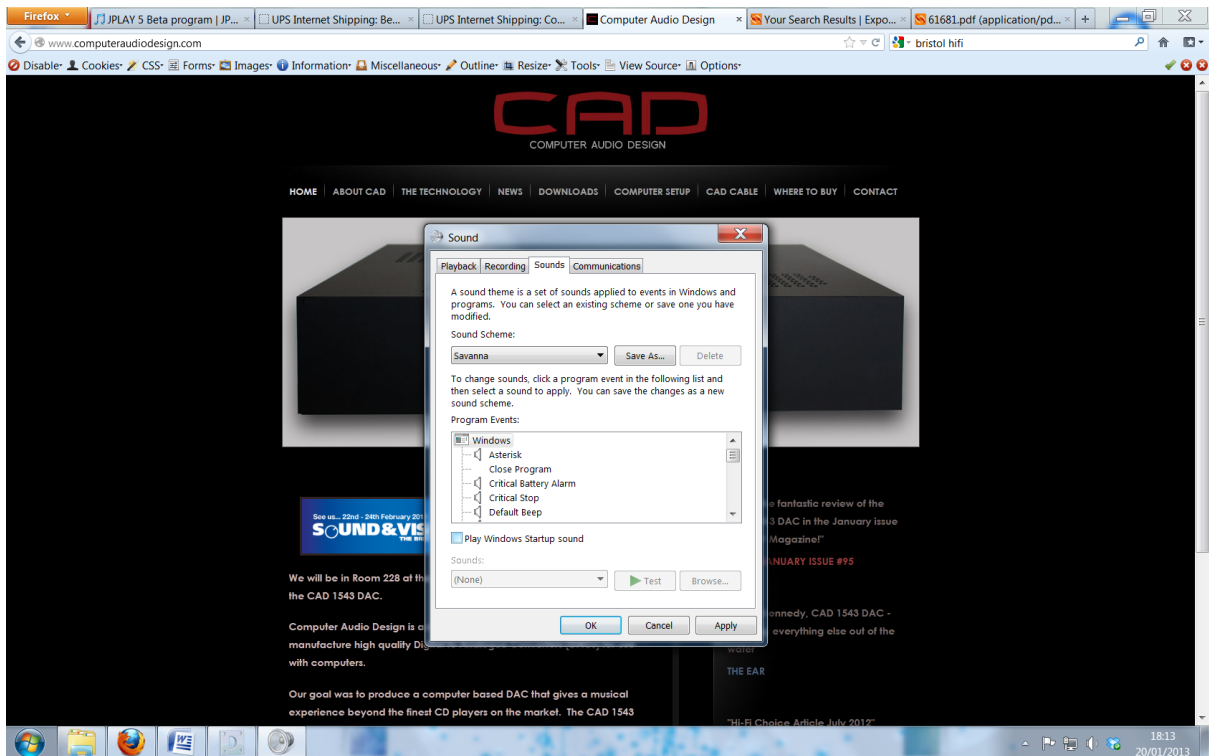 Firefox
JPLAY 5 Beta program | JP...
UPS Internet Shipping: Be...
UPS Internet Shipping: Co...
Computer Audio Design
Your Search Results | Expo...
61681.pdf (application/pd...
www.computeraudiodesign.com
bristol hifi
Disable Cookies CSS Forms Images Information Miscellaneous Outline Resize Tools View Source Options
CAD
COMPUTER AUDIO DESIGN
HOME ABOUT CAD THE TECHNOLOGY NEWS DOWNLOADS COMPUTER SETUP CAD CABLE WHERE TO BUY CONTACT
Sound
Playback Recording Sounds Communications
A sound theme is a set of sounds applied to events in Windows and
programs. You can select an existing scheme or save one you have
modified.
Sound Scheme:
Savanna Save As... Delete
To change sounds, click a program event in the following list and
then select a sound to apply. You can save the changes as a new
sound scheme.
Program Events:
Windows
Asterisk
Close Program
Critical Battery Alarm
Critical Stop
Default Beep
Play Windows Startup sound
Sounds:
(None) Test Browse...
OK Cancel Apply
See us... 22nd - 24th February 201
SOUND&VIS
THE BRI
We will be in Room 228 at th
the CAD 1543 DAC.
Computer Audio Design is a
manufacture high quality Dig
with computers.
Our goal was to produce a computer based DAC that gives a musical
experience beyond the finest CD players on the market. The CAD 1543
fantastic review of the
3 DAC in the January issue
Magazine!"
ANUARY ISSUE #95
nnedy, CAD 1543 DAC -
everything else out of the
water
THE EAR
"Hi-Fi Choice Article July 2012"
18:13
20/01/2013